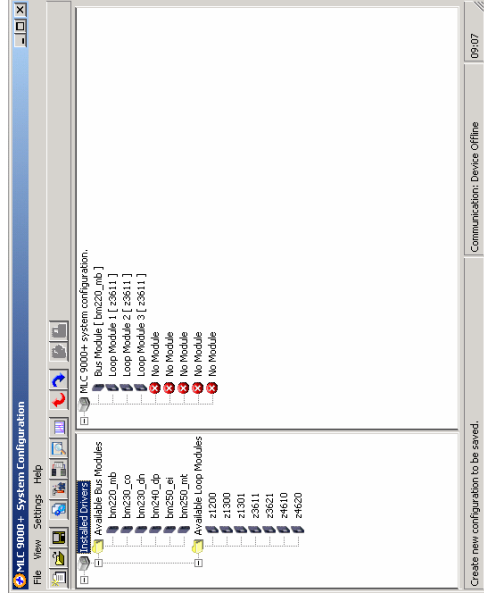 MLC 9000+ System Configuration
File View Settings Help
Installed Drivers
Available Bus Modules
bm220_mb
bm230_co
bm230_dn
bm240_dp
bm250_ei
bm250_mt
Available Loop Modules
z1200
z1300
z1301
z3611
z3621
z4610
z4620
MLC 9000+ system configuration.
Bus Module [ bm220_mb ]
Loop Module 1 [ z3611 ]
Loop Module 2 [ z3611 ]
Loop Module 3 [ z3611 ]
No Module
No Module
No Module
No Module
No Module
Create new configuration to be saved.
Communication: Device Offline
09:07